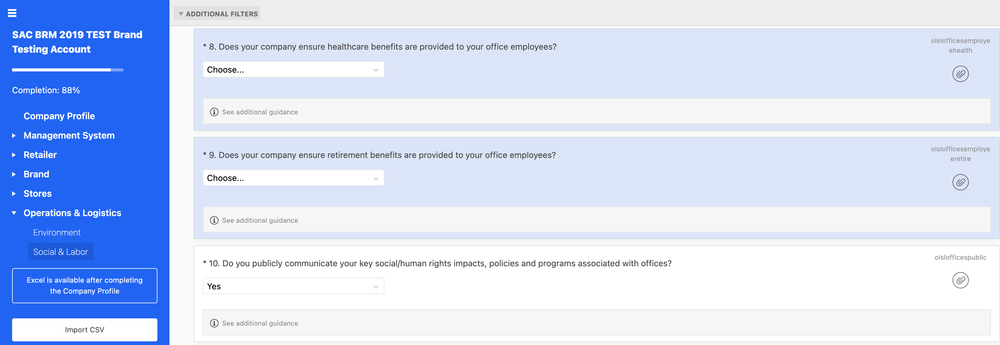 SAC BRM 2019 TEST Brand
Testing Account
Completion: 88%
Company Profile
Management System
Retailer
Brand
Stores
Operations & Logistics
Environment
Social & Labor
Excel is available after completing
the Company Profile
Import CSV
ADDITIONAL FILTERS
* 8. Does your company ensure healthcare benefits are provided to your office employees?
olslofficesemploye
ehealth
Choose...
See additional guidance
* 9. Does your company ensure retirement benefits are provided to your office employees?
olslofficesemploye
eretire
Choose...
See additional guidance
* 10. Do you publicly communicate your key social/human rights impacts, policies and programs associated with offices?
olslofficespublic
Yes
See additional guidance